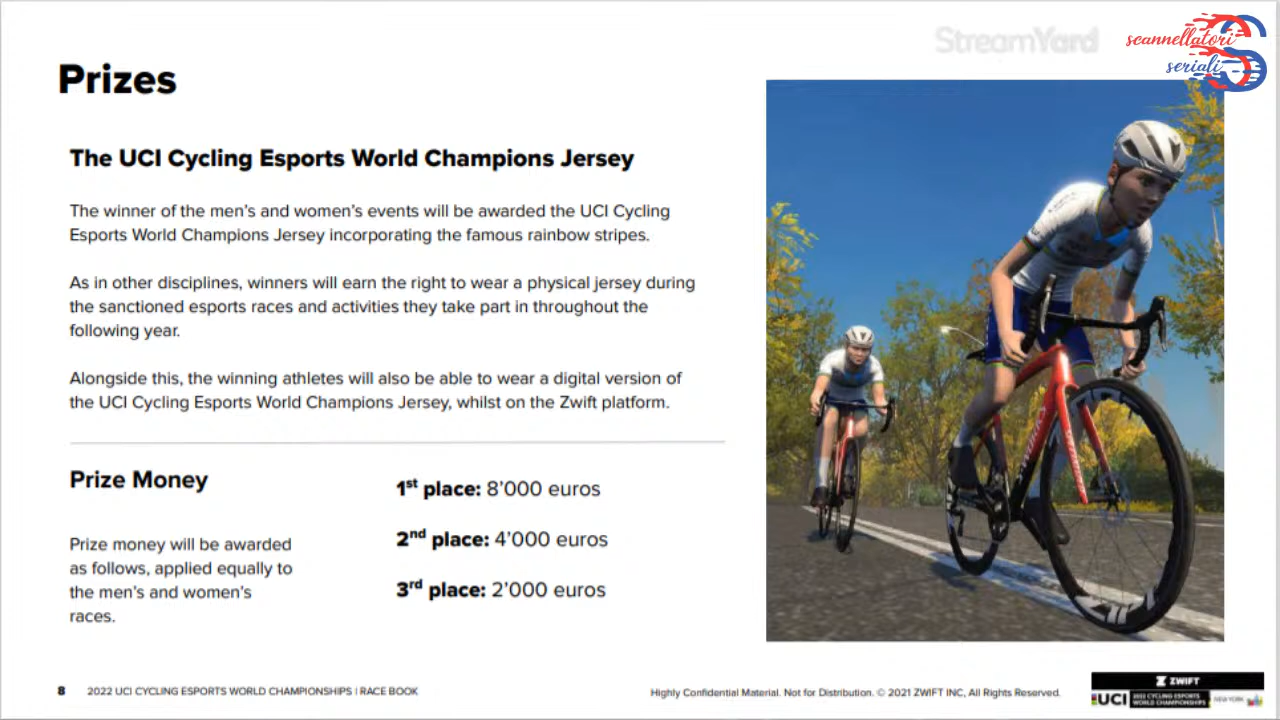 StreamYard
scannellatori
seriali
Prizes
The UCI Cycling Esports World Champions Jersey
The winner of the men's and women's events will be awarded the UCI Cycling
Esports World Champions Jersey incorporating the famous rainbow stripes.
As in other disciplines, winners will earn the right to wear a physical jersey during
the sanctioned esports races and activities they take part in throughout the
following year.
Alongside this, the winning athletes will also be able to wear a digital version of
the UCI Cycling Esports World Champions Jersey, whilst on the Zwift platform.
Prize Money
Prize money will be awarded
as follows, applied equally to
the men's and women's
races.
1st place: 8'000 euros
2nd place: 4'000 euros
3rd place: 2'000 euros
8 2022 UCI CYCLING ESPORTS WORLD CHAMPIONSHIPS | RACE BOOK
Highly Confidential Material. Not for Distribution. © 2021 ZWIFT INC, All Rights Reserved.
ZWIFT
UCI
2022 CYCLING ESPORTS
WORLD CHAMPIONSHIPS
NEW YORK